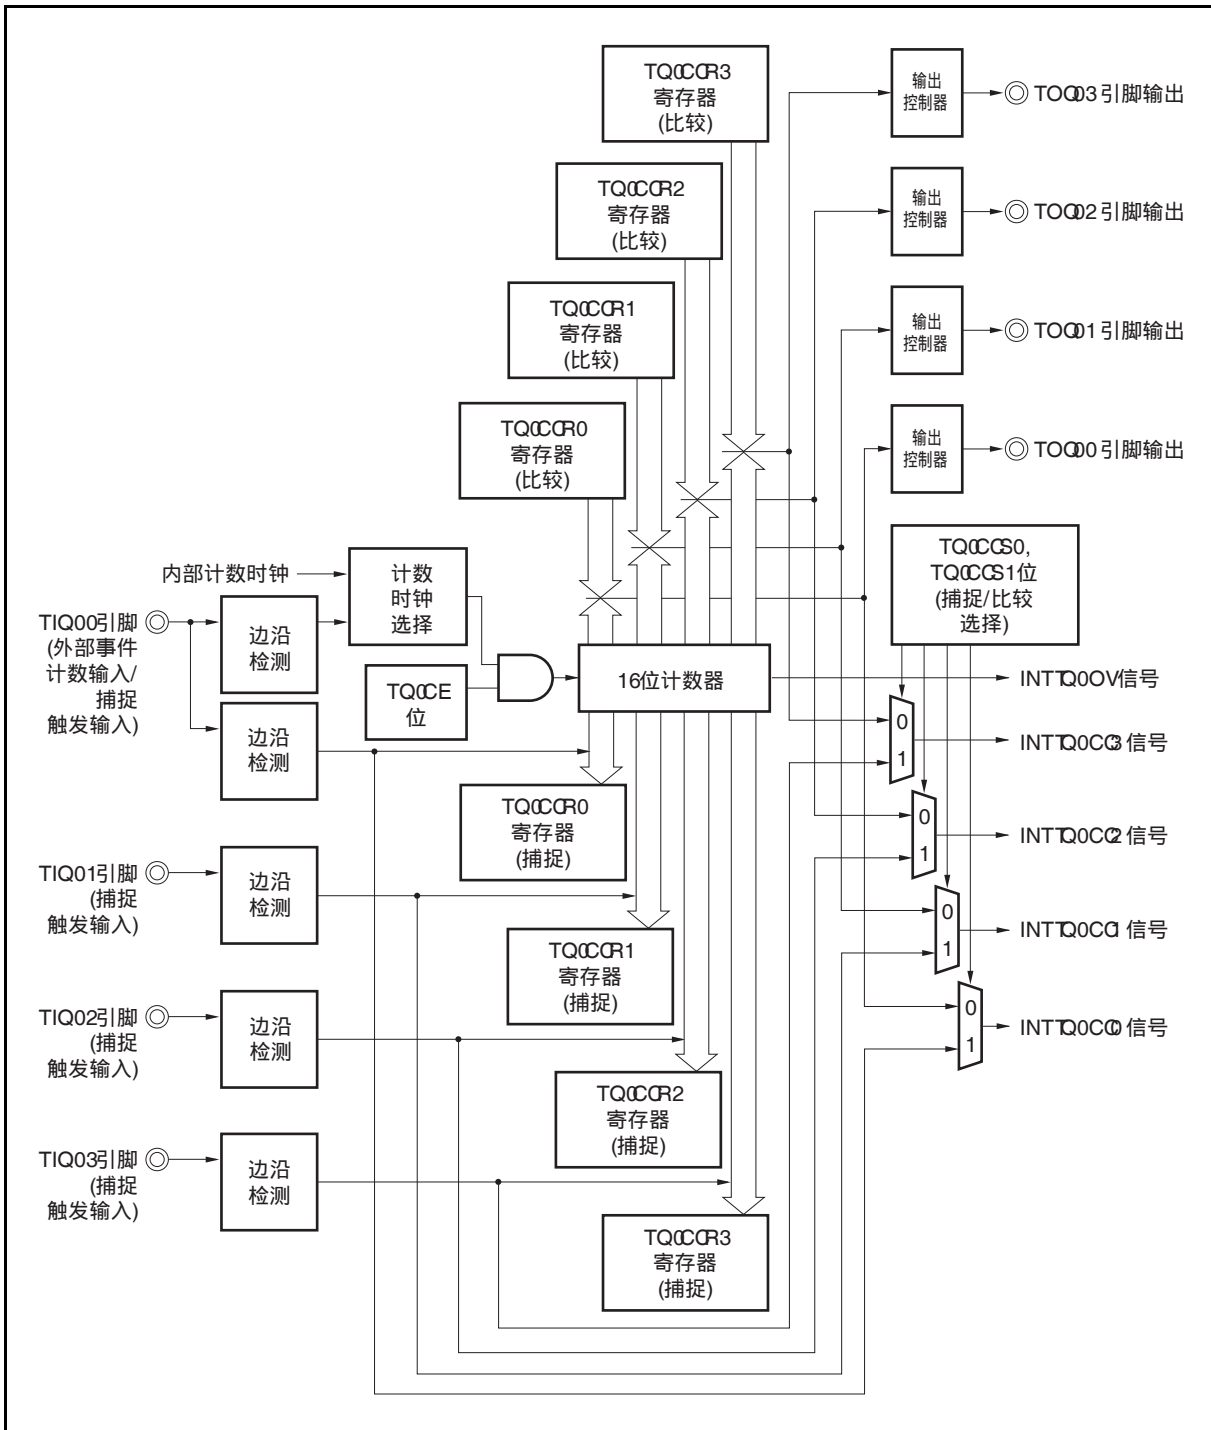 TQ0CCR3
寄存器
(比较)
输出
控制器
TOQ03引脚输出
TQ0CCR2
寄存器
(比较)
输出
控制器
TOQ02引脚输出
TQ0CCR1
寄存器
(比较)
输出
控制器
TOQ01引脚输出
TQ0CCR0
寄存器
(比较)
输出
控制器
TOQ00引脚输出
TQ0CCS0,
TQ0CCS1位
(捕捉/比较
选择)
内部计数时钟
计数
时钟
选择
TIQ00引脚
(外部事件
计数输入/
捕捉
触发输入)
边沿
检测
TQ0CE
位
16位计数器
INTTQ0OV信号
边沿
检测
0
1
INTTQ0CC3信号
TQ0CCR0
寄存器
(捕捉)
0
1
INTTQ0CC2信号
TIQ01引脚
(捕捉
触发输入)
边沿
检测
TQ0CCR1
寄存器
(捕捉)
0
1
INTTQ0CC1信号
TIQ02引脚
(捕捉
触发输入)
边沿
检测
0
1
INTTQ0CC0信号
TQ0CCR2
寄存器
(捕捉)
TIQ03引脚
(捕捉
触发输入)
边沿
检测
TQ0CCR3
寄存器
(捕捉)